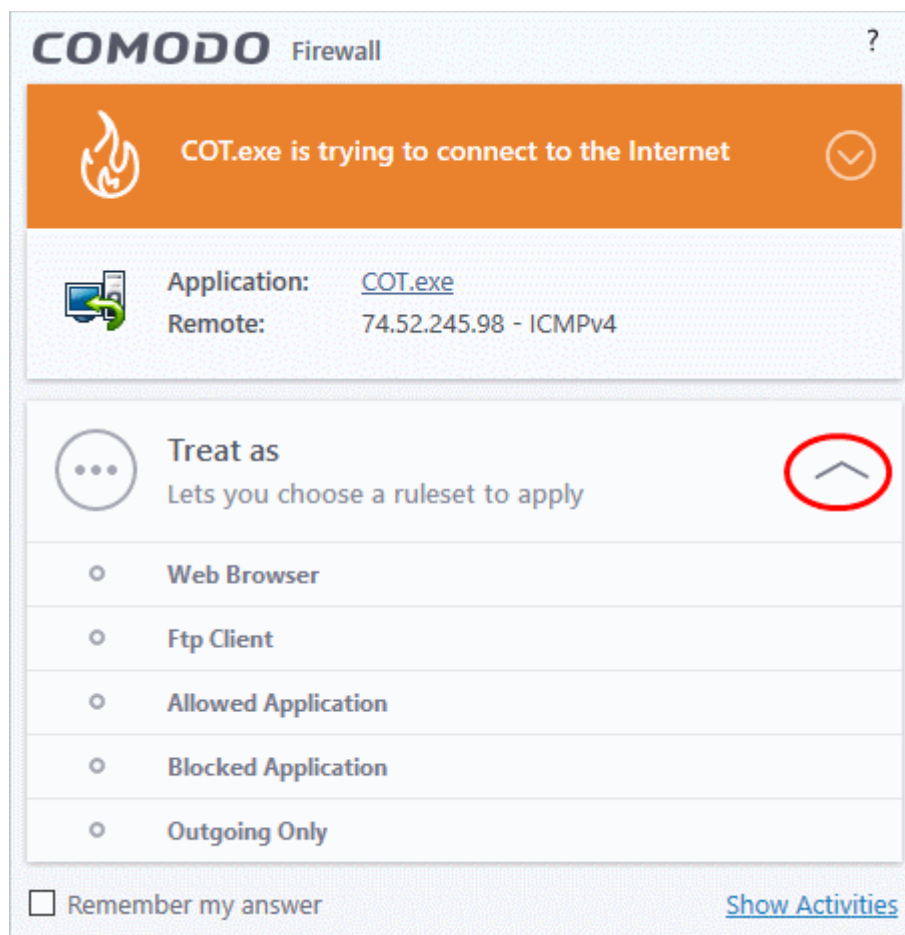 COMODO Firewall ?
COT.exe is trying to connect to the Internet
Application: COT.exe
Remote: 74.52.245.98 - ICMPv4
Treat as
Lets you choose a ruleset to apply
Web Browser
Ftp Client
Allowed Application
Blocked Application
Outgoing Only
Remember my answer Show Activities